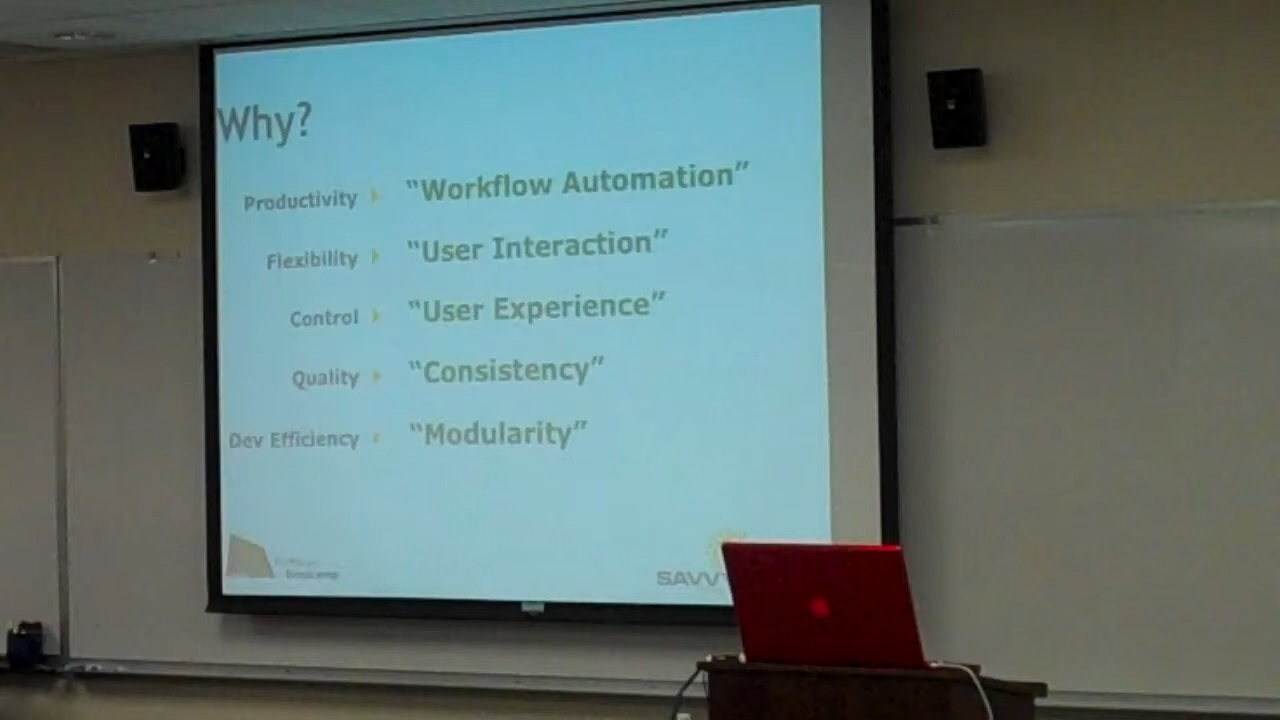 Why?
Productivity "Workflow Automation"
Flexibility "User Interaction"
Control "User Experience"
Quality "Consistency"
Dev Efficiency "Modularity"